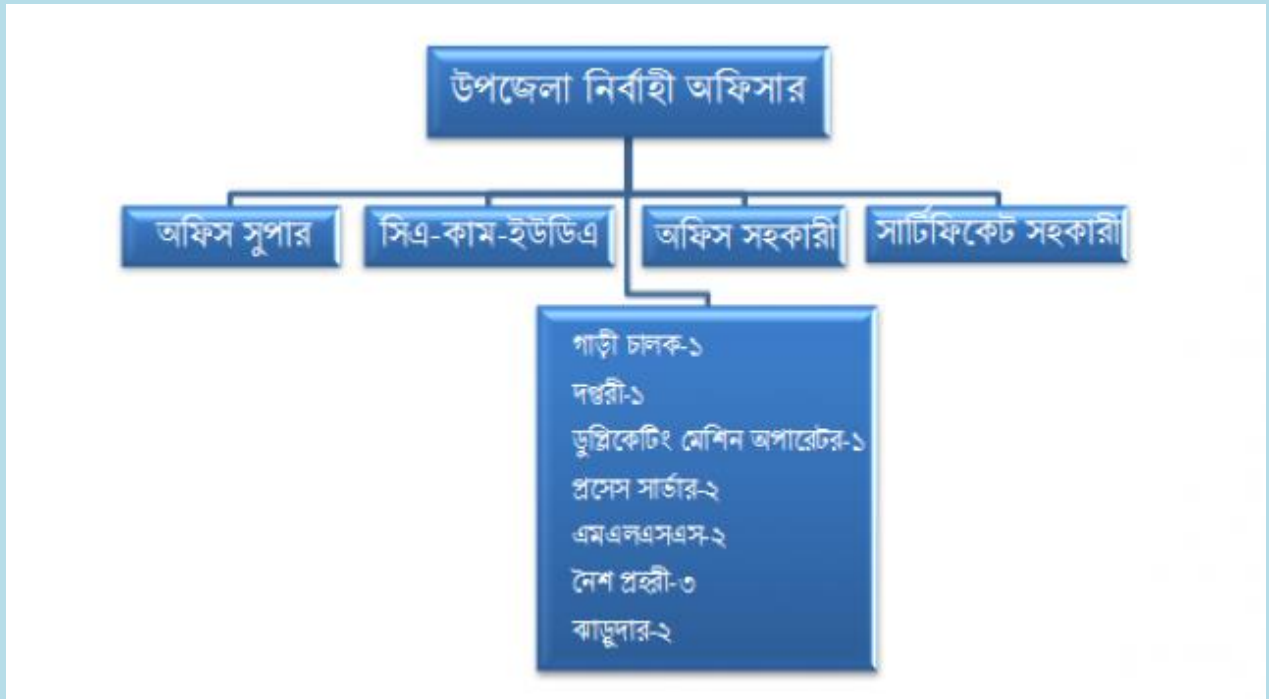 উপজেলা নির্বাহী অফিসার
অফিস সুপার
সিএ-কাম-ইউডিএ
অফিস সহকারী
সার্টিফিকেট সহকারী
গাড়ী চালক-১
দপ্তরী-১
ডুপ্লিকেটিং মেশিন অপারেটর-১
প্রসেস সার্ভার-২
এমএলএসএস-২
নৈশ প্রহরী-৩
ঝাড়ুদার-২